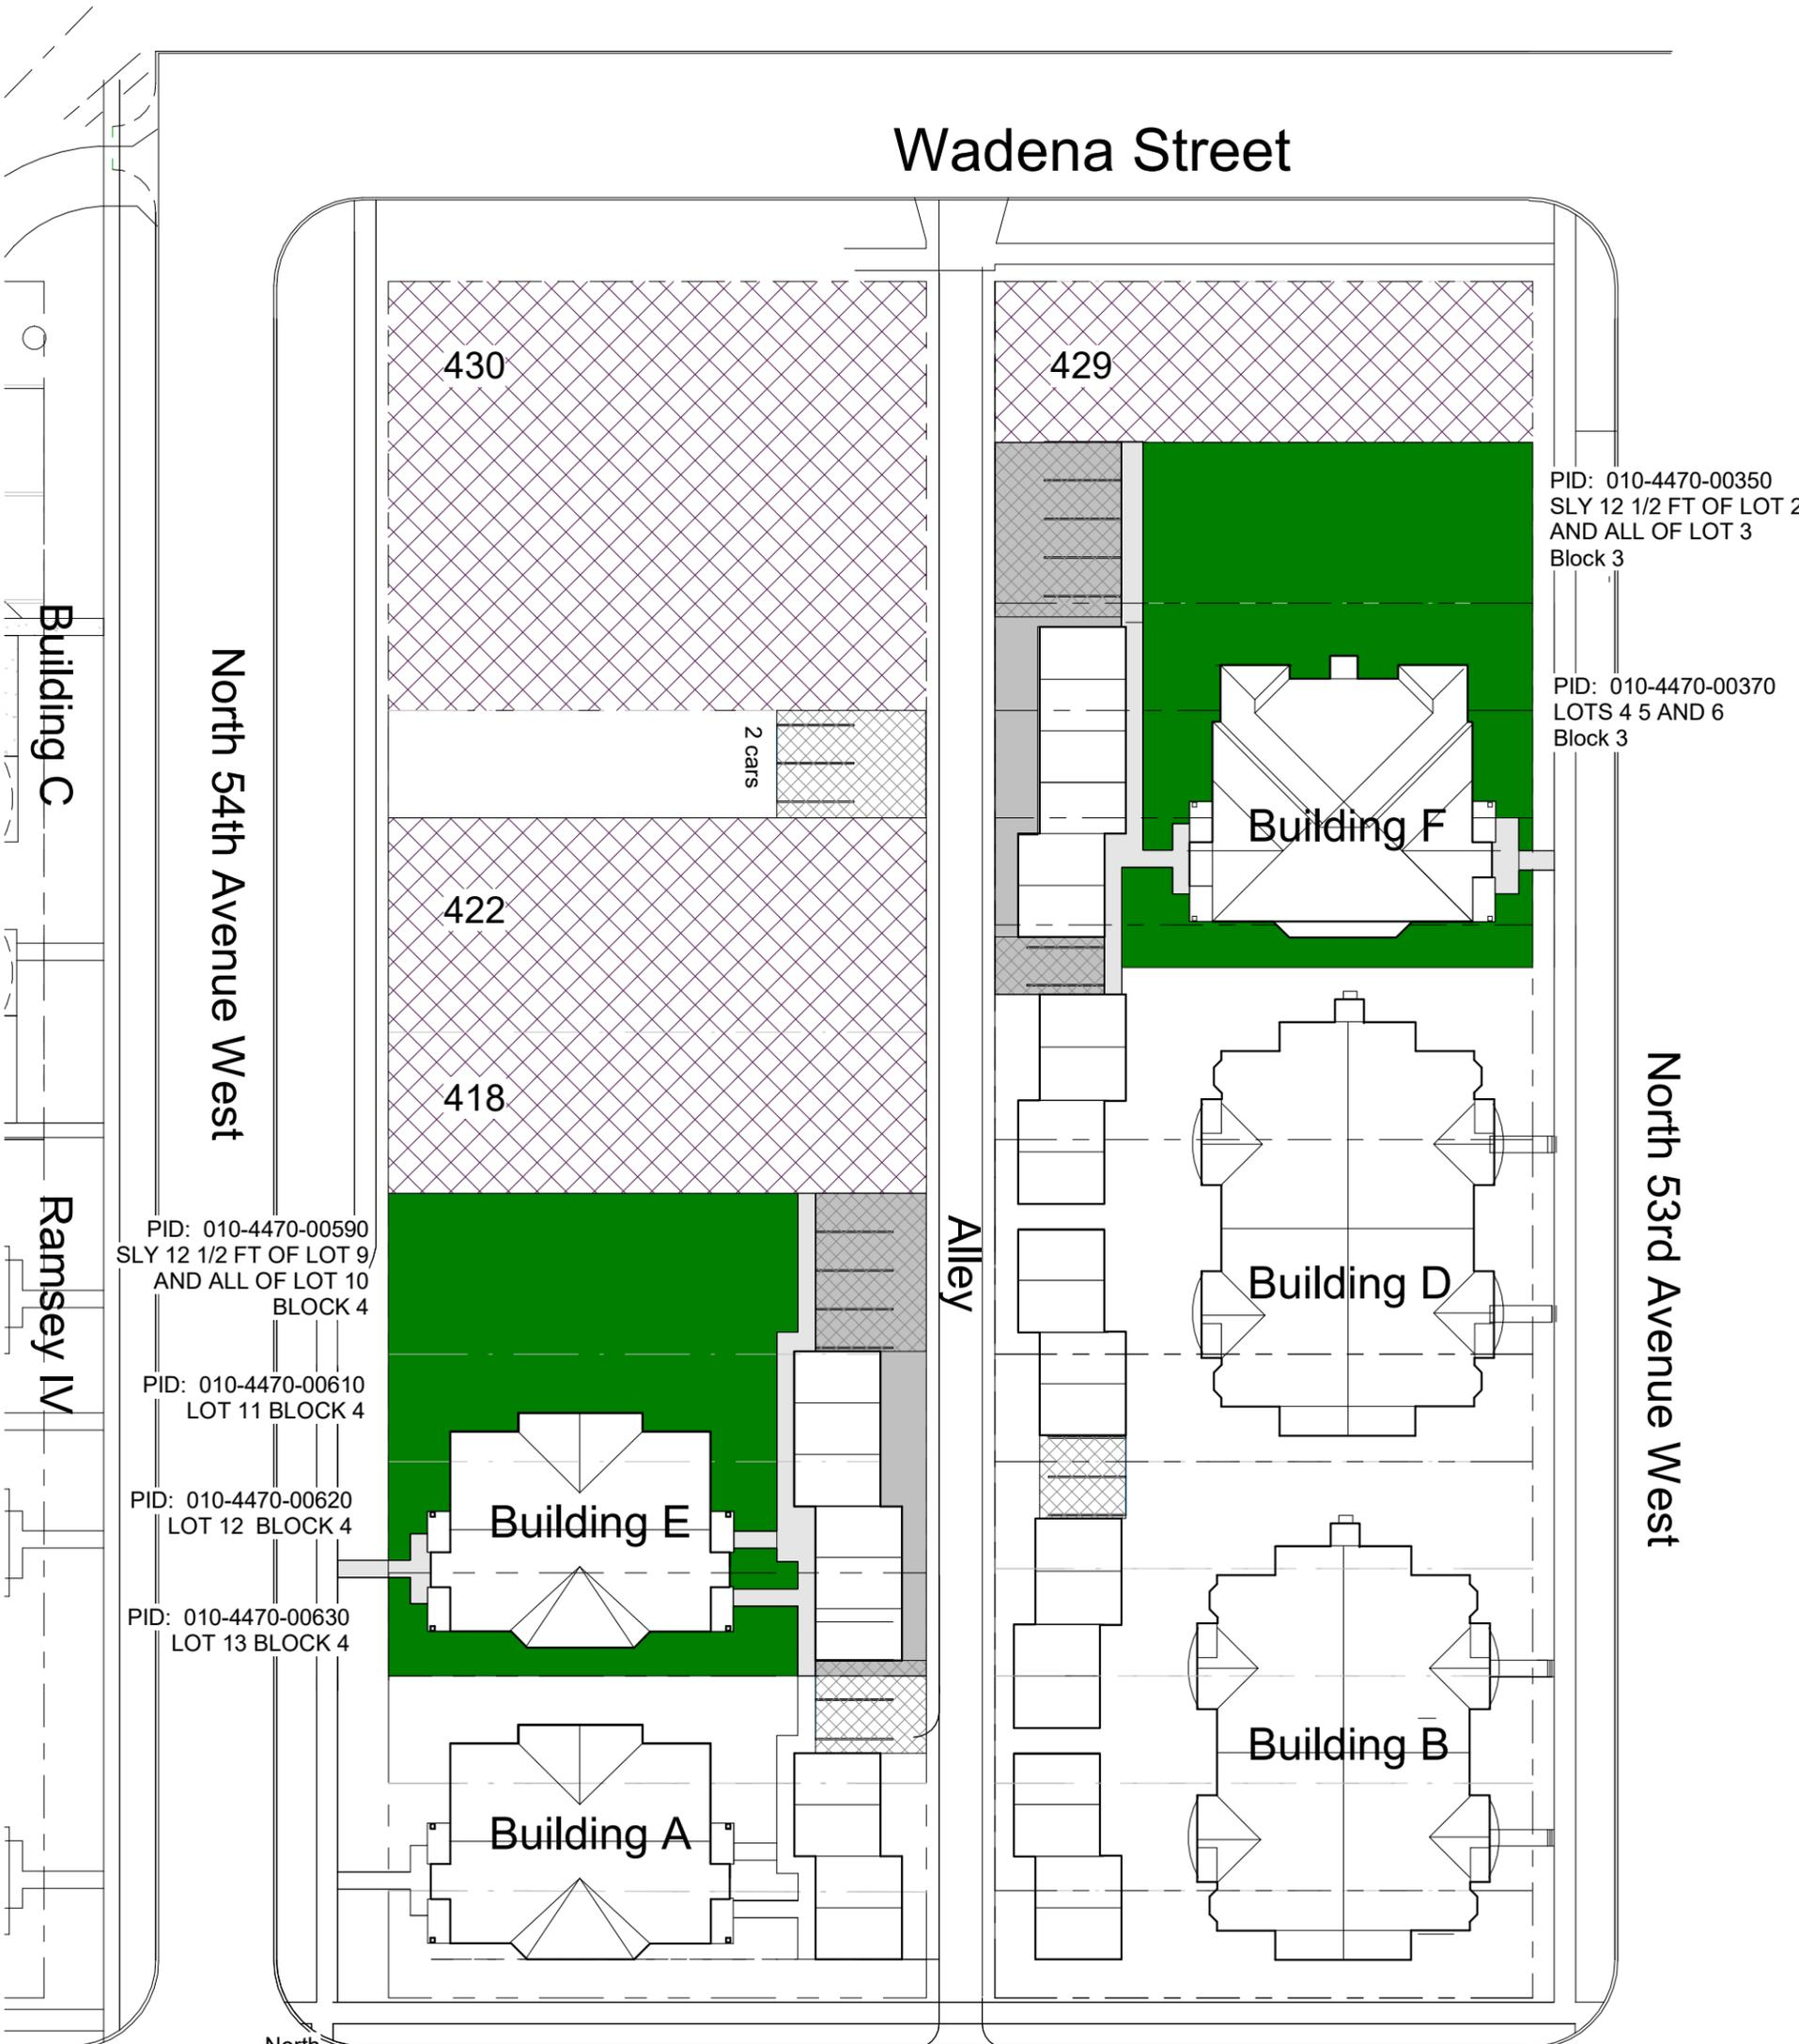 Wadena Street
430
429
PID: 010-4470-00350
SLY 12 1/2 FT OF LOT 2
AND ALL OF LOT 3
Block 3
Building C
North 54th Avenue West
PID: 010-4470-00370
LOTS 4 5 AND 6
Block 3
2 cars
Building F
422
418
North 53rd Avenue West
Ramsey IV
PID: 010-4470-00590
SLY 12 1/2 FT OF LOT 9
AND ALL OF LOT 10
BLOCK 4
Alley
Building D
PID: 010-4470-00610
LOT 11 BLOCK 4
PID: 010-4470-00620
LOT 12 BLOCK 4
Building E
PID: 010-4470-00630
LOT 13 BLOCK 4
Building B
Building A
North